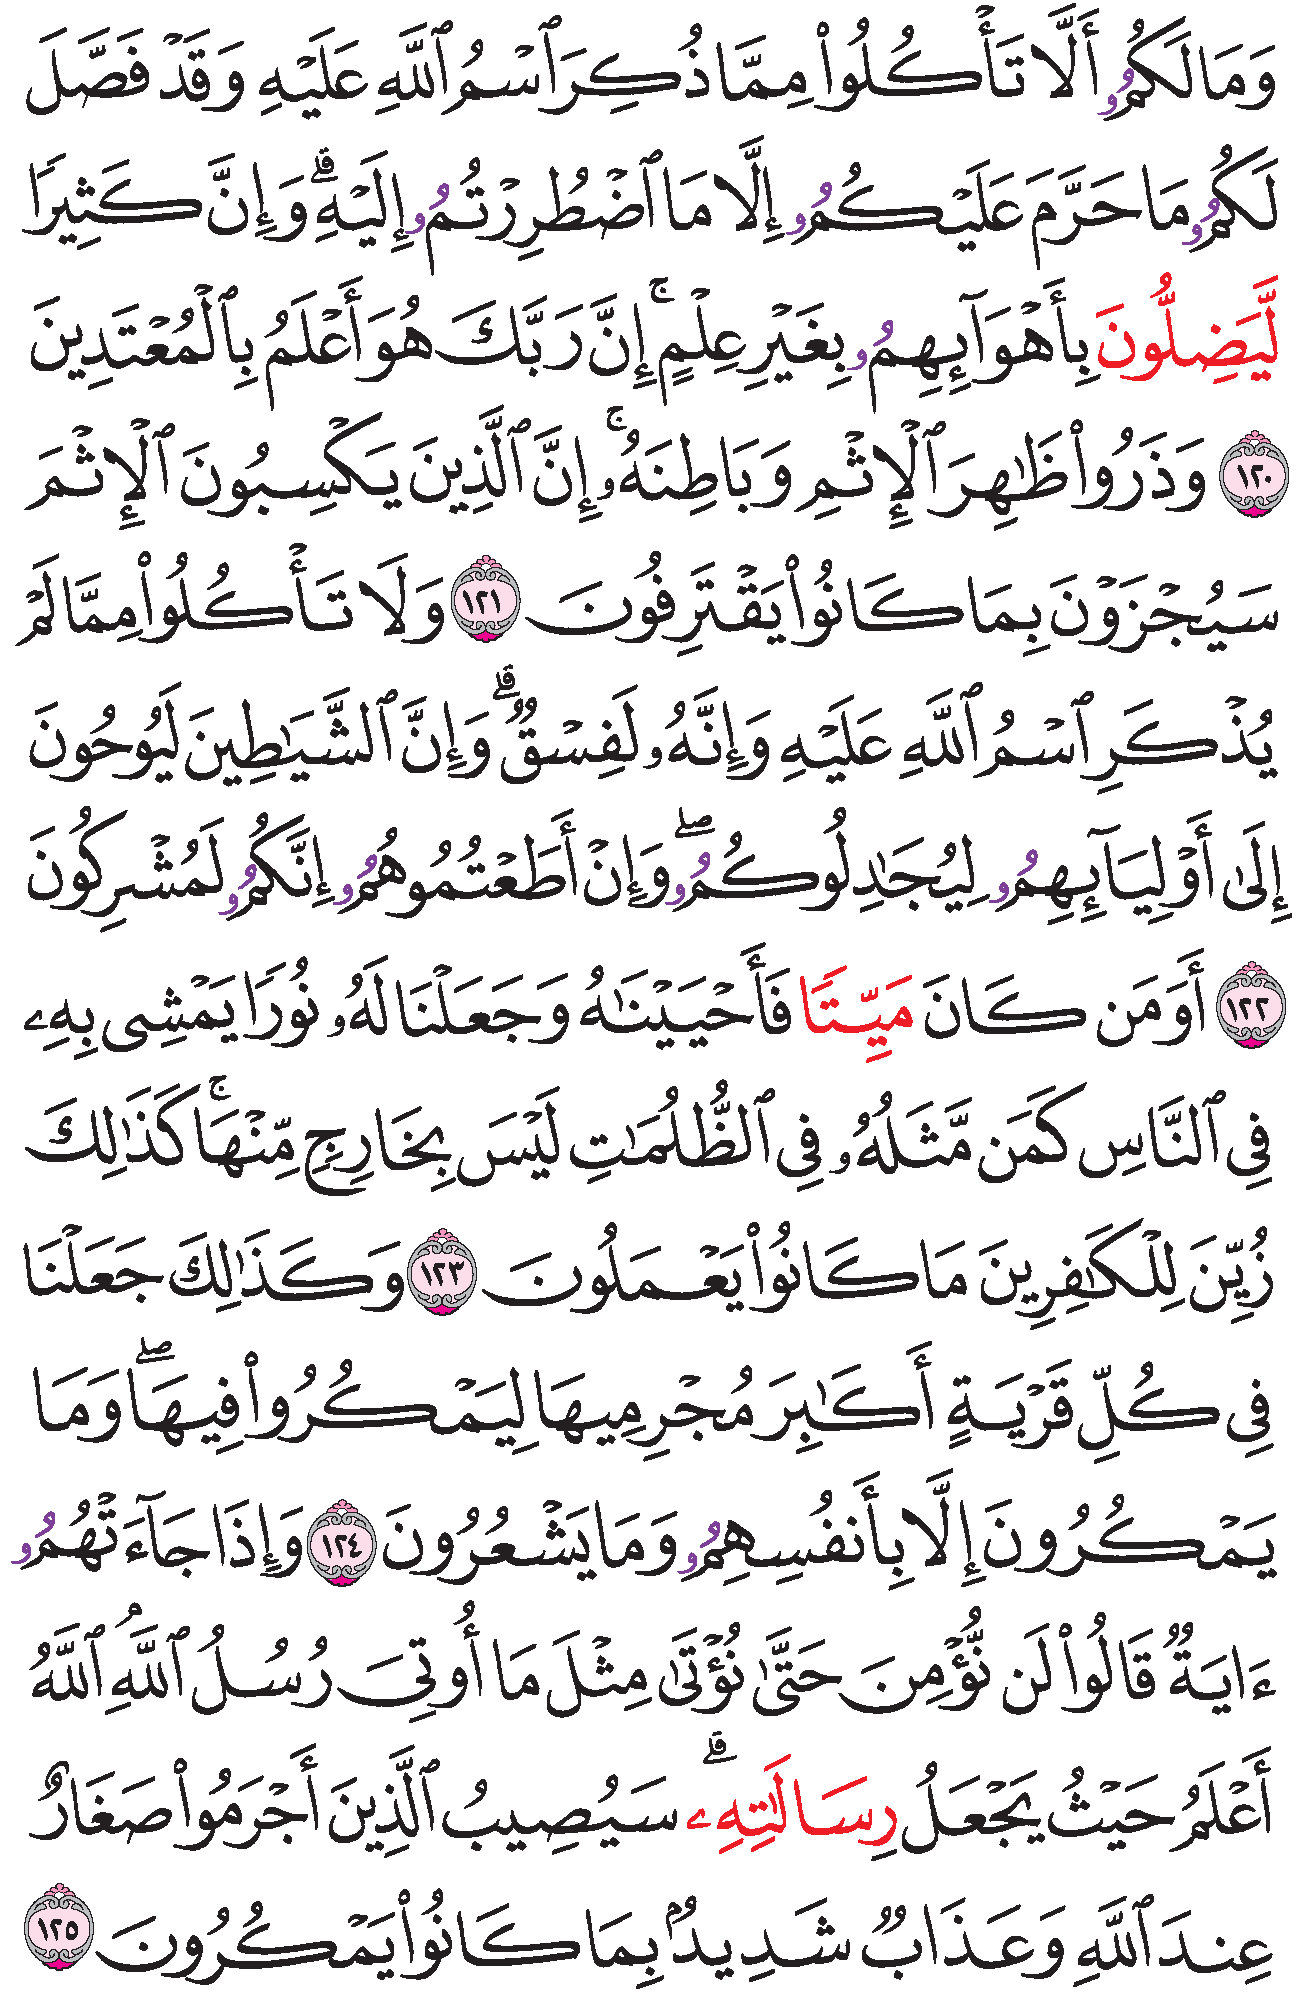 وَمَا لَكُمُۥ أَلَّا تَأۡكُلُواْ مِمَّا ذُكِرَ ٱسۡمُ ٱللَّهِ عَلَيۡهِ وَقَدۡ فَصَّلَ
لَكُمُۥ مَا حَرَّمَ عَلَيۡكُمُۥ إِلَّا مَا ٱضۡطُرِرۡتُمُۥ إِلَيۡهِۗ وَإِنَّ كَثِيرٗا
لَّيَضِلُّونَ بِأَهۡوَآئِهِمُۥ بِغَيۡرِ عِلۡمٍۚ إِنَّ رَبَّكَ هُوَ أَعۡلَمُ بِٱلۡمُعۡتَدِينَ
١٢٠ وَذَرُواْ ظَٰهِرَ ٱلۡإِثۡمِ وَبَاطِنَهُۥٓۚ إِنَّ ٱلَّذِينَ يَكۡسِبُونَ ٱلۡإِثۡمَ
سَيُجۡزَوۡنَ بِمَا كَانُواْ يَقۡتَرِفُونَ ١٢١ وَلَا تَأۡكُلُواْ مِمَّا لَمۡ
يُذۡكَرِ ٱسۡمُ ٱللَّهِ عَلَيۡهِ وَإِنَّهُۥ لَفِسۡقٞۗ وَإِنَّ ٱلشَّيَٰطِينَ لَيُوحُونَ
إِلَىٰ أَوۡلِيَآئِهِمُۥ لِيُجَٰدِلُوكُمُۥۖ وَإِنۡ أَطَعۡتُمُوهُمُۥ إِنَّكُمُۥ لَمُشۡرِكُونَ
١٢٢ أَوَمَن كَانَ مَيِّتٗا فَأَحۡيَيۡنَٰهُ وَجَعَلۡنَا لَهُۥ نُورٗا يَمۡشِي بِهِۦ
فِي ٱلنَّاسِ كَمَن مَّثَلُهُۥ فِي ٱلظُّلُمَٰتِ لَيۡسَ بِخَارِجٖ مِّنۡهَاۚ كَذَٰلِكَ
زُيِّنَ لِلۡكَٰفِرِينَ مَا كَانُواْ يَعۡمَلُونَ ١٢٣ وَكَذَٰلِكَ جَعَلۡنَا
فِي كُلِّ قَرۡيَةٍ أَكَٰبِرَ مُجۡرِمِيهَا لِيَمۡكُرُواْ فِيهَاۖ وَمَا
يَمۡكُرُونَ إِلَّا بِأَنفُسِهِمُۥ وَمَا يَشۡعُرُونَ ١٢٤ وَإِذَا جَآءَتۡهُمُۥ
ءَايَةٞ قَالُواْ لَن نُّؤۡمِنَ حَتَّىٰ نُؤۡتَىٰ مِثۡلَ مَا أُوتِيَ رُسُلُ ٱللَّهِۘ ٱللَّهُ
أَعۡلَمُ حَيۡثُ يَجۡعَلُ رِسَالَٰتِهِۦۗ سَيُصِيبُ ٱلَّذِينَ أَجۡرَمُواْ صَغَارٌ
عِندَ ٱللَّهِ وَعَذَابٞ شَدِيدُۢ بِمَا كَانُواْ يَمۡكُرُونَ ١٢٥